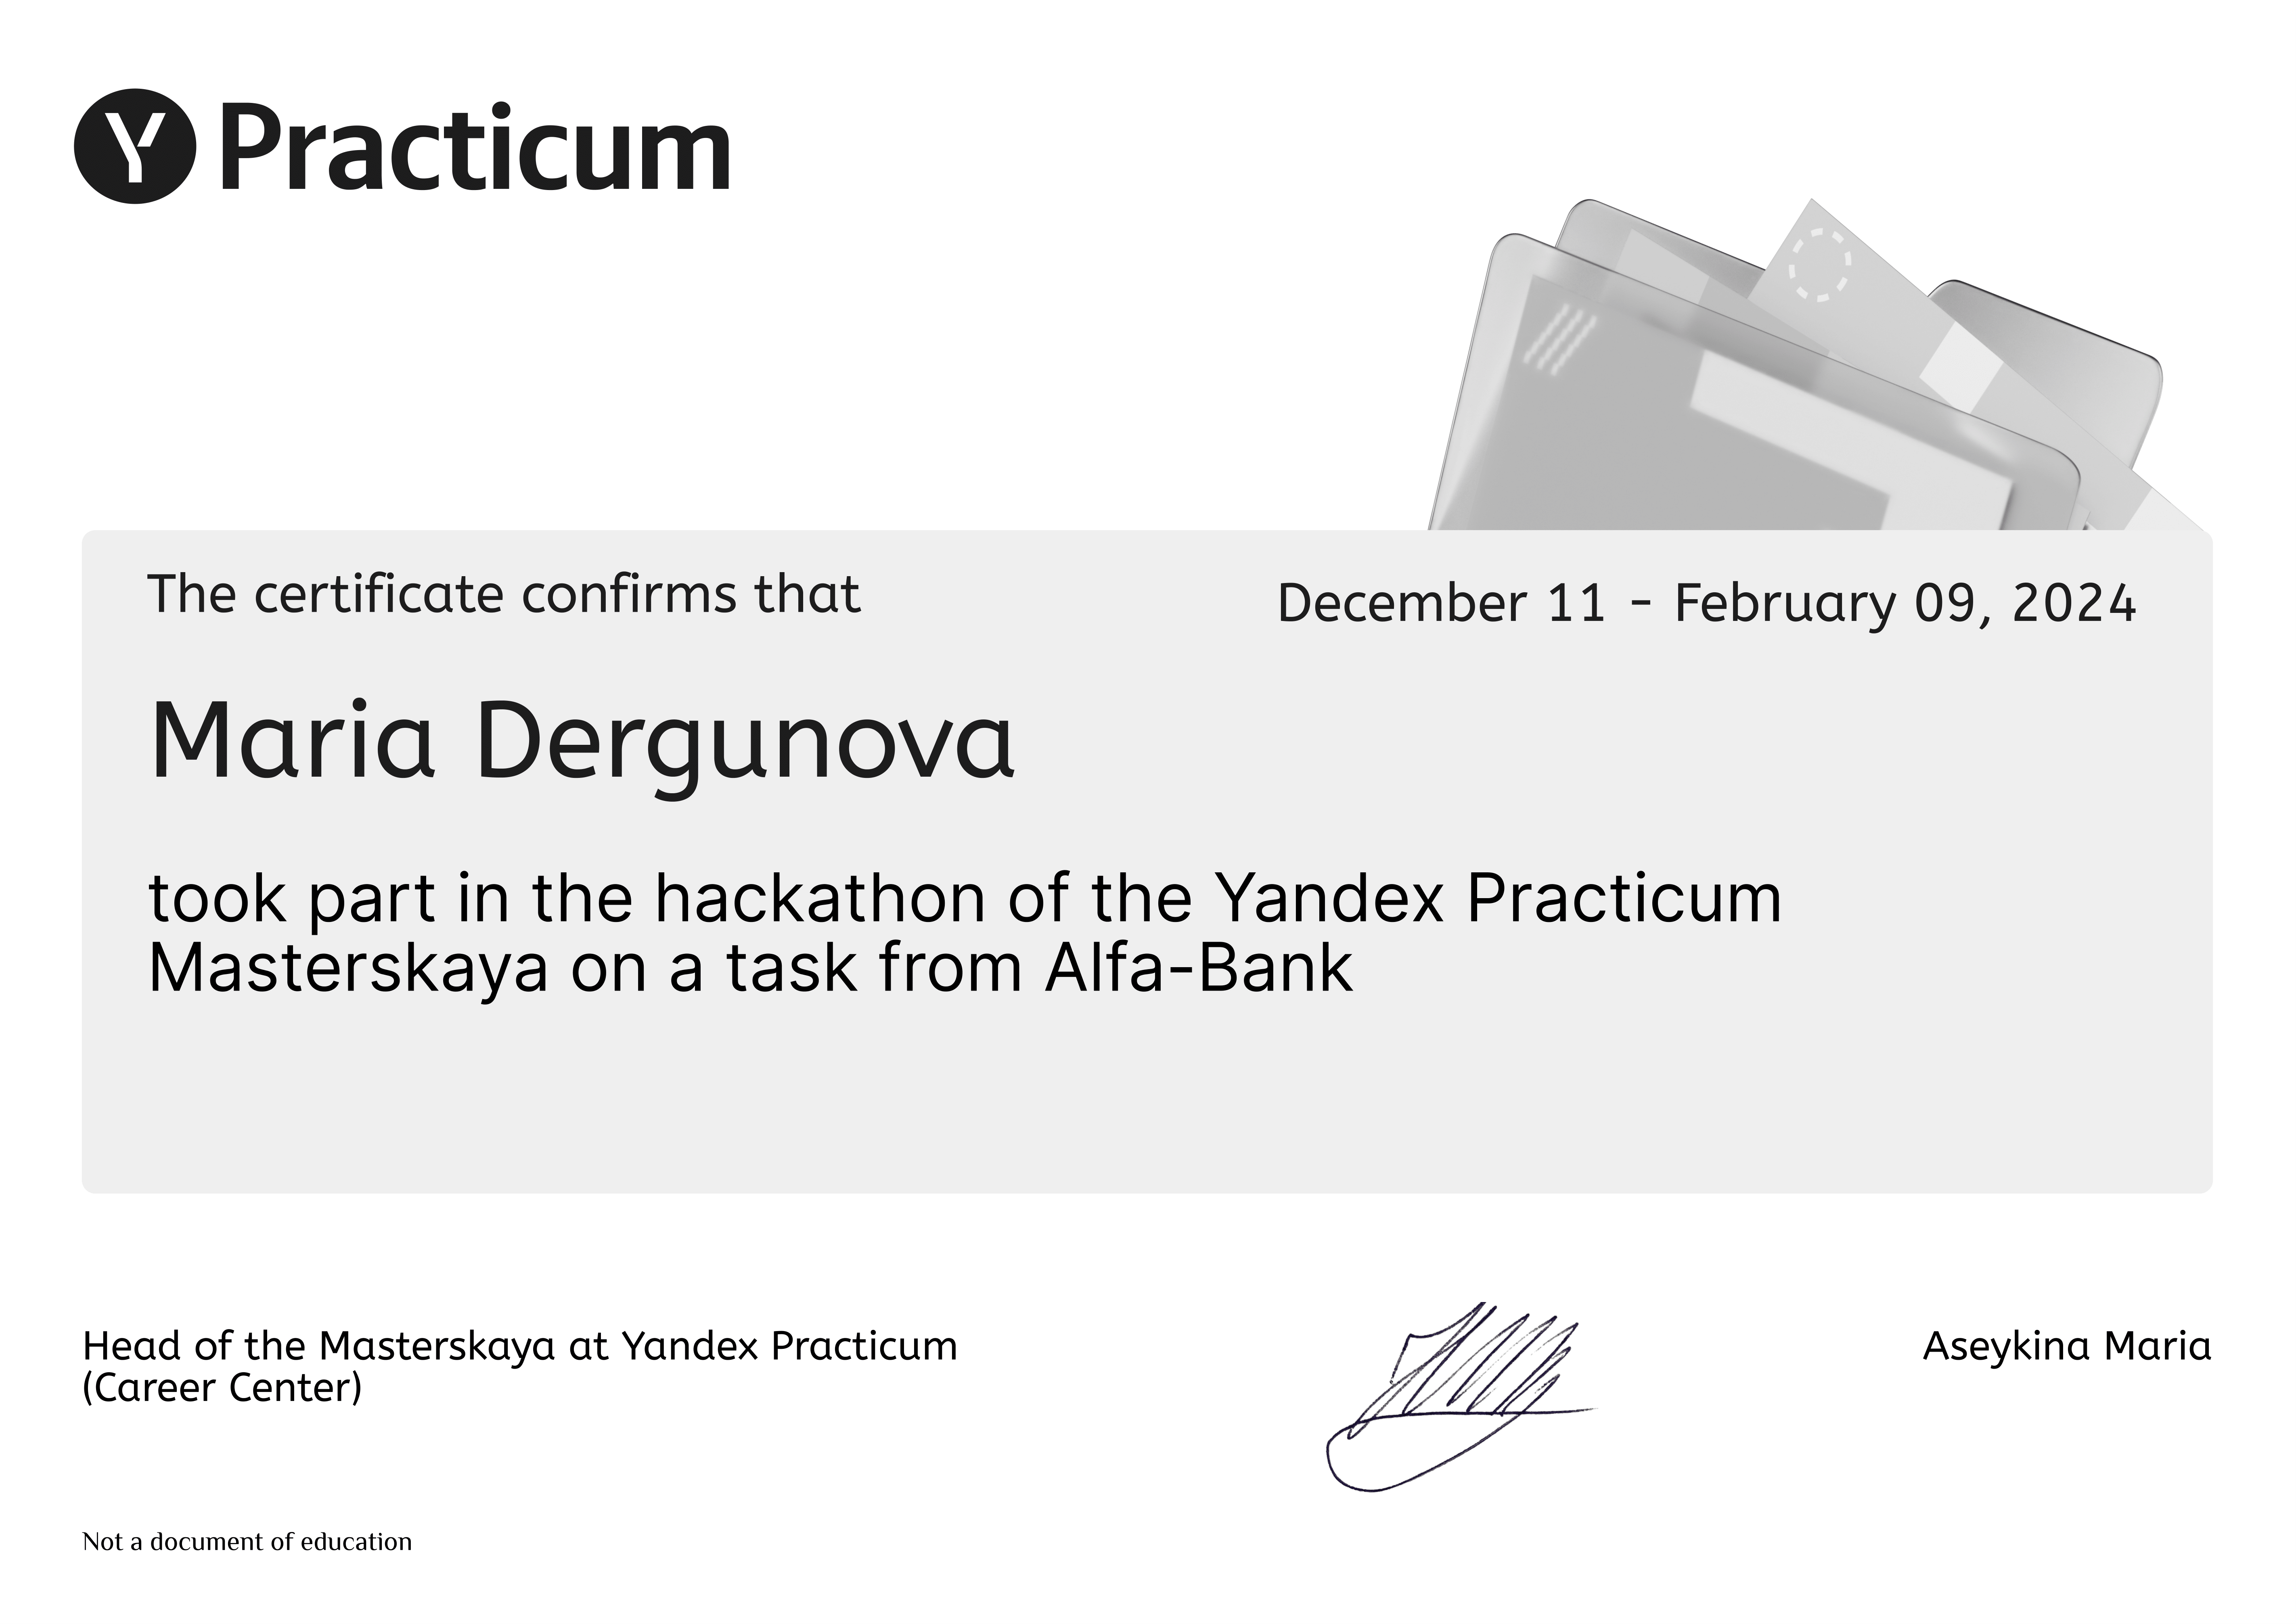 Y Practicum
The certificate confirms that
December 11 - February 09, 2024
Maria Dergunova
took part in the hackathon of the Yandex Practicum
Masterskaya on a task from Alfa-Bank
Head of the Masterskaya at Yandex Practicum
(Career Center)
Aseykina Maria
Not a document of education